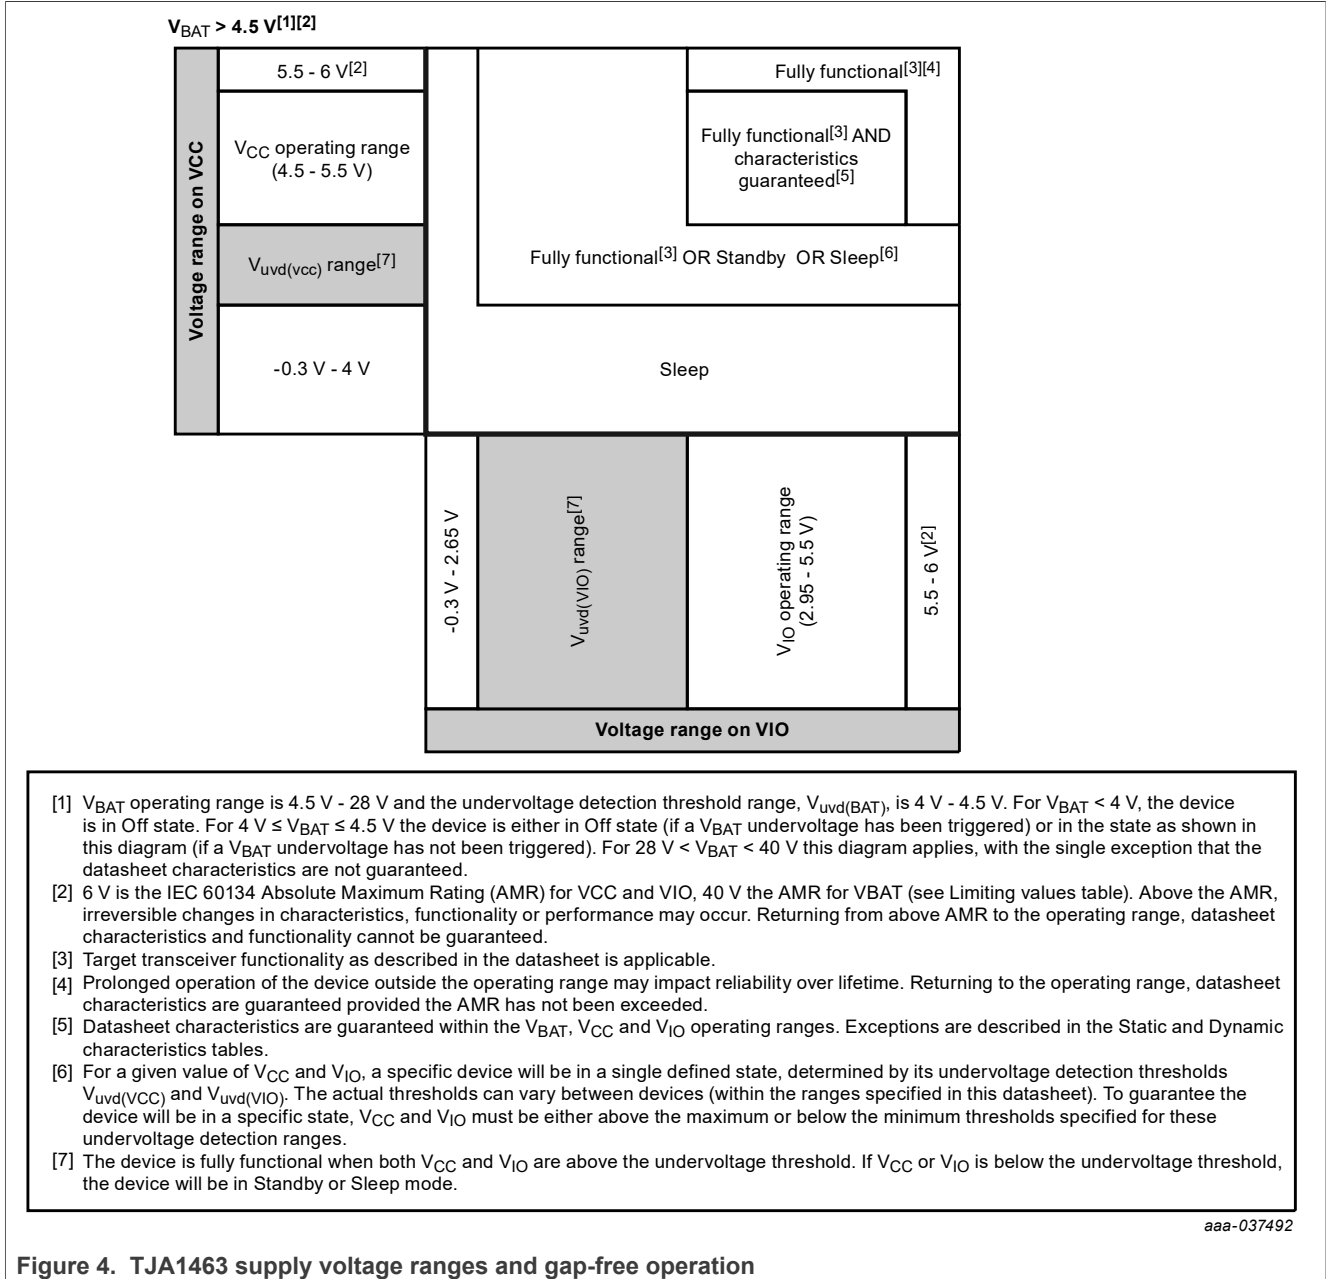 VBAT > 4.5 V[1][2]
Voltage range on VCC
5.5 - 6 V[2]
VCC operating range
(4.5 - 5.5 V)
Vuvd(vcc) range[7]
-0.3 V - 4 V
Fully functional[3][4]
Fully functional[3] AND
characteristics
guaranteed[5]
Fully functional[3] OR Standby OR Sleep[6]
Sleep
-0.3 V - 2.65 V
Vuvd(VIO) range[7]
VIO operating range
(2.95 - 5.5 V)
5.5 - 6 V[2]
Voltage range on VIO
[1] VBAT operating range is 4.5 V - 28 V and the undervoltage detection threshold range, Vuvd(BAT), is 4 V - 4.5 V. For VBAT < 4 V, the device
is in Off state. For 4 V ≤ VBAT ≤ 4.5 V the device is either in Off state (if a VBAT undervoltage has been triggered) or in the state as shown in
this diagram (if a VBAT undervoltage has not been triggered). For 28 V < VBAT < 40 V this diagram applies, with the single exception that the
datasheet characteristics are not guaranteed.
[2] 6 V is the IEC 60134 Absolute Maximum Rating (AMR) for VCC and VIO, 40 V the AMR for VBAT (see Limiting values table). Above the AMR,
irreversible changes in characteristics, functionality or performance may occur. Returning from above AMR to the operating range, datasheet
characteristics and functionality cannot be guaranteed.
[3] Target transceiver functionality as described in the datasheet is applicable.
[4] Prolonged operation of the device outside the operating range may impact reliability over lifetime. Returning to the operating range, datasheet
characteristics are guaranteed provided the AMR has not been exceeded.
[5] Datasheet characteristics are guaranteed within the VBAT, VCC and VIO operating ranges. Exceptions are described in the Static and Dynamic
characteristics tables.
[6] For a given value of VCC and VIO, a specific device will be in a single defined state, determined by its undervoltage detection thresholds
Vuvd(VCC) and Vuvd(VIO). The actual thresholds can vary between devices (within the ranges specified in this datasheet). To guarantee the
device will be in a specific state, VCC and VIO must be either above the maximum or below the minimum thresholds specified for these
undervoltage detection ranges.
[7] The device is fully functional when both VCC and VIO are above the undervoltage threshold. If VCC or VIO is below the undervoltage threshold,
the device will be in Standby or Sleep mode.
aaa-037492
Figure 4. TJA1463 supply voltage ranges and gap-free operation